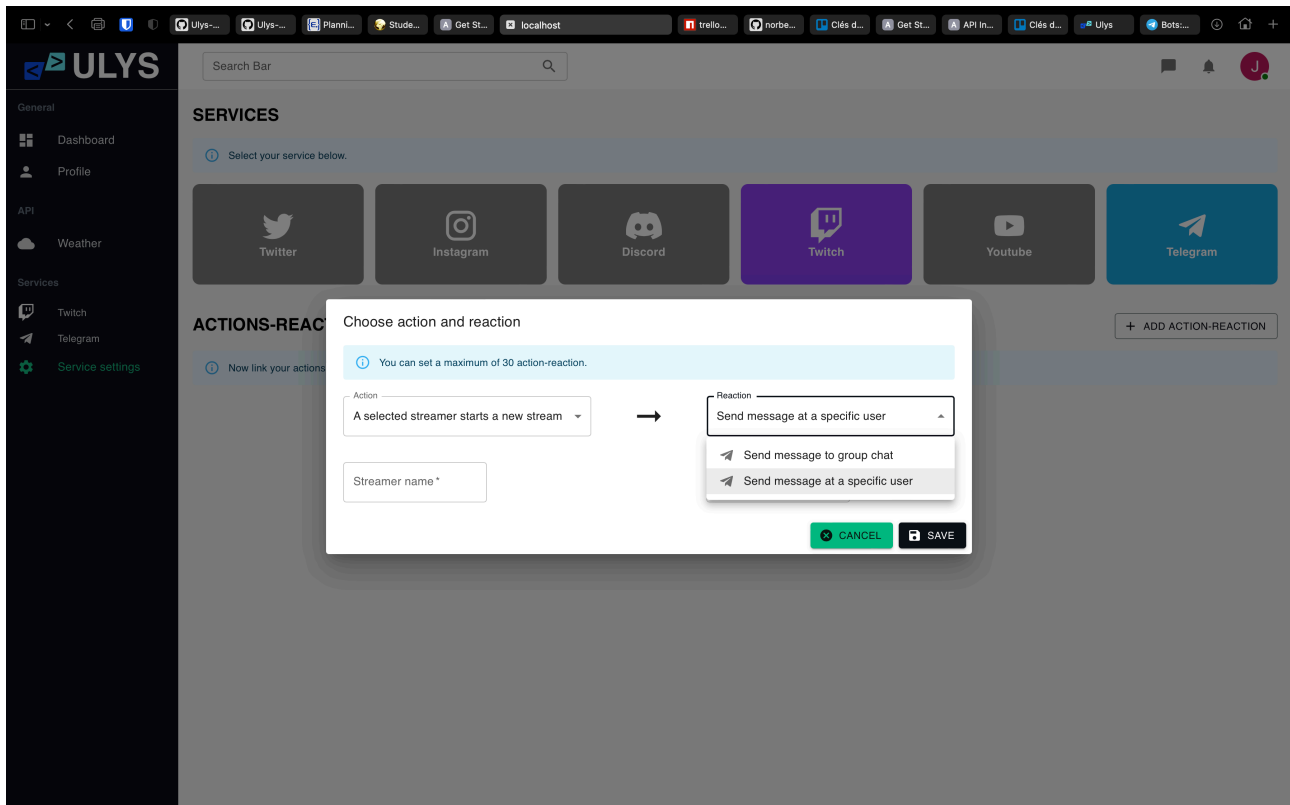 Ulys-...
Ulys-...
Planni...
Stude...
Get St...
localhost
trello...
norbe...
Clés d...
Get St...
API In...
Clés d...
Ulys
Bots:...
ULYS
Search Bar
J
General
Dashboard
Profile
API
Weather
Services
Twitch
Telegram
Service settings
SERVICES
Select your service below.
Twitter
Instagram
Discord
Twitch
Youtube
Telegram
ACTIONS-REAC
+ ADD ACTION-REACTION
Now link your actions
Choose action and reaction
You can set a maximum of 30 action-reaction.
Action
A selected streamer starts a new stream
Reaction
Send message at a specific user
Send message to group chat
Send message at a specific user
Streamer name *
CANCEL
SAVE